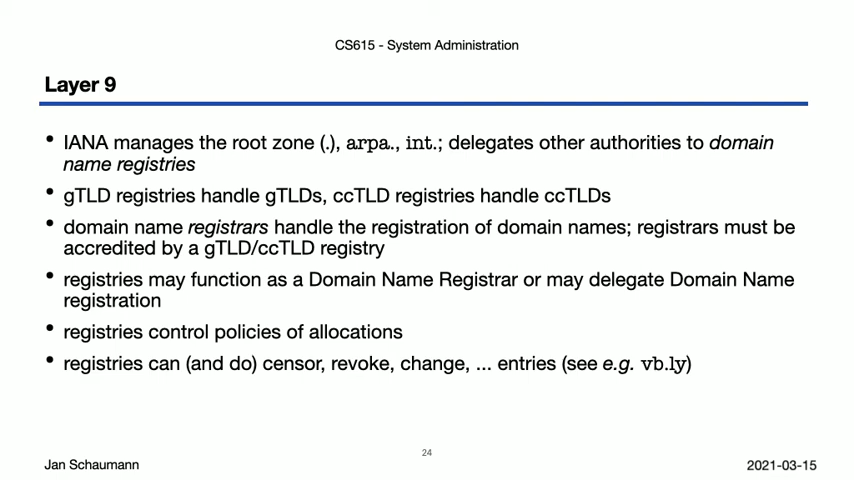 CS615 - System Administration
Layer 9
• IANA manages the root zone (.), arpa., int.; delegates other authorities to domain
name registries
• gTLD registries handle gTLDs, ccTLD registries handle ccTLDs
• domain name registrars handle the registration of domain names; registrars must be
accredited by a gTLD/ccTLD registry
• registries may function as a Domain Name Registrar or may delegate Domain Name
registration
• registries control policies of allocations
• registries can (and do) censor, revoke, change, ... entries (see e.g. vb.ly)
Jan Schaumann
24
2021-03-15